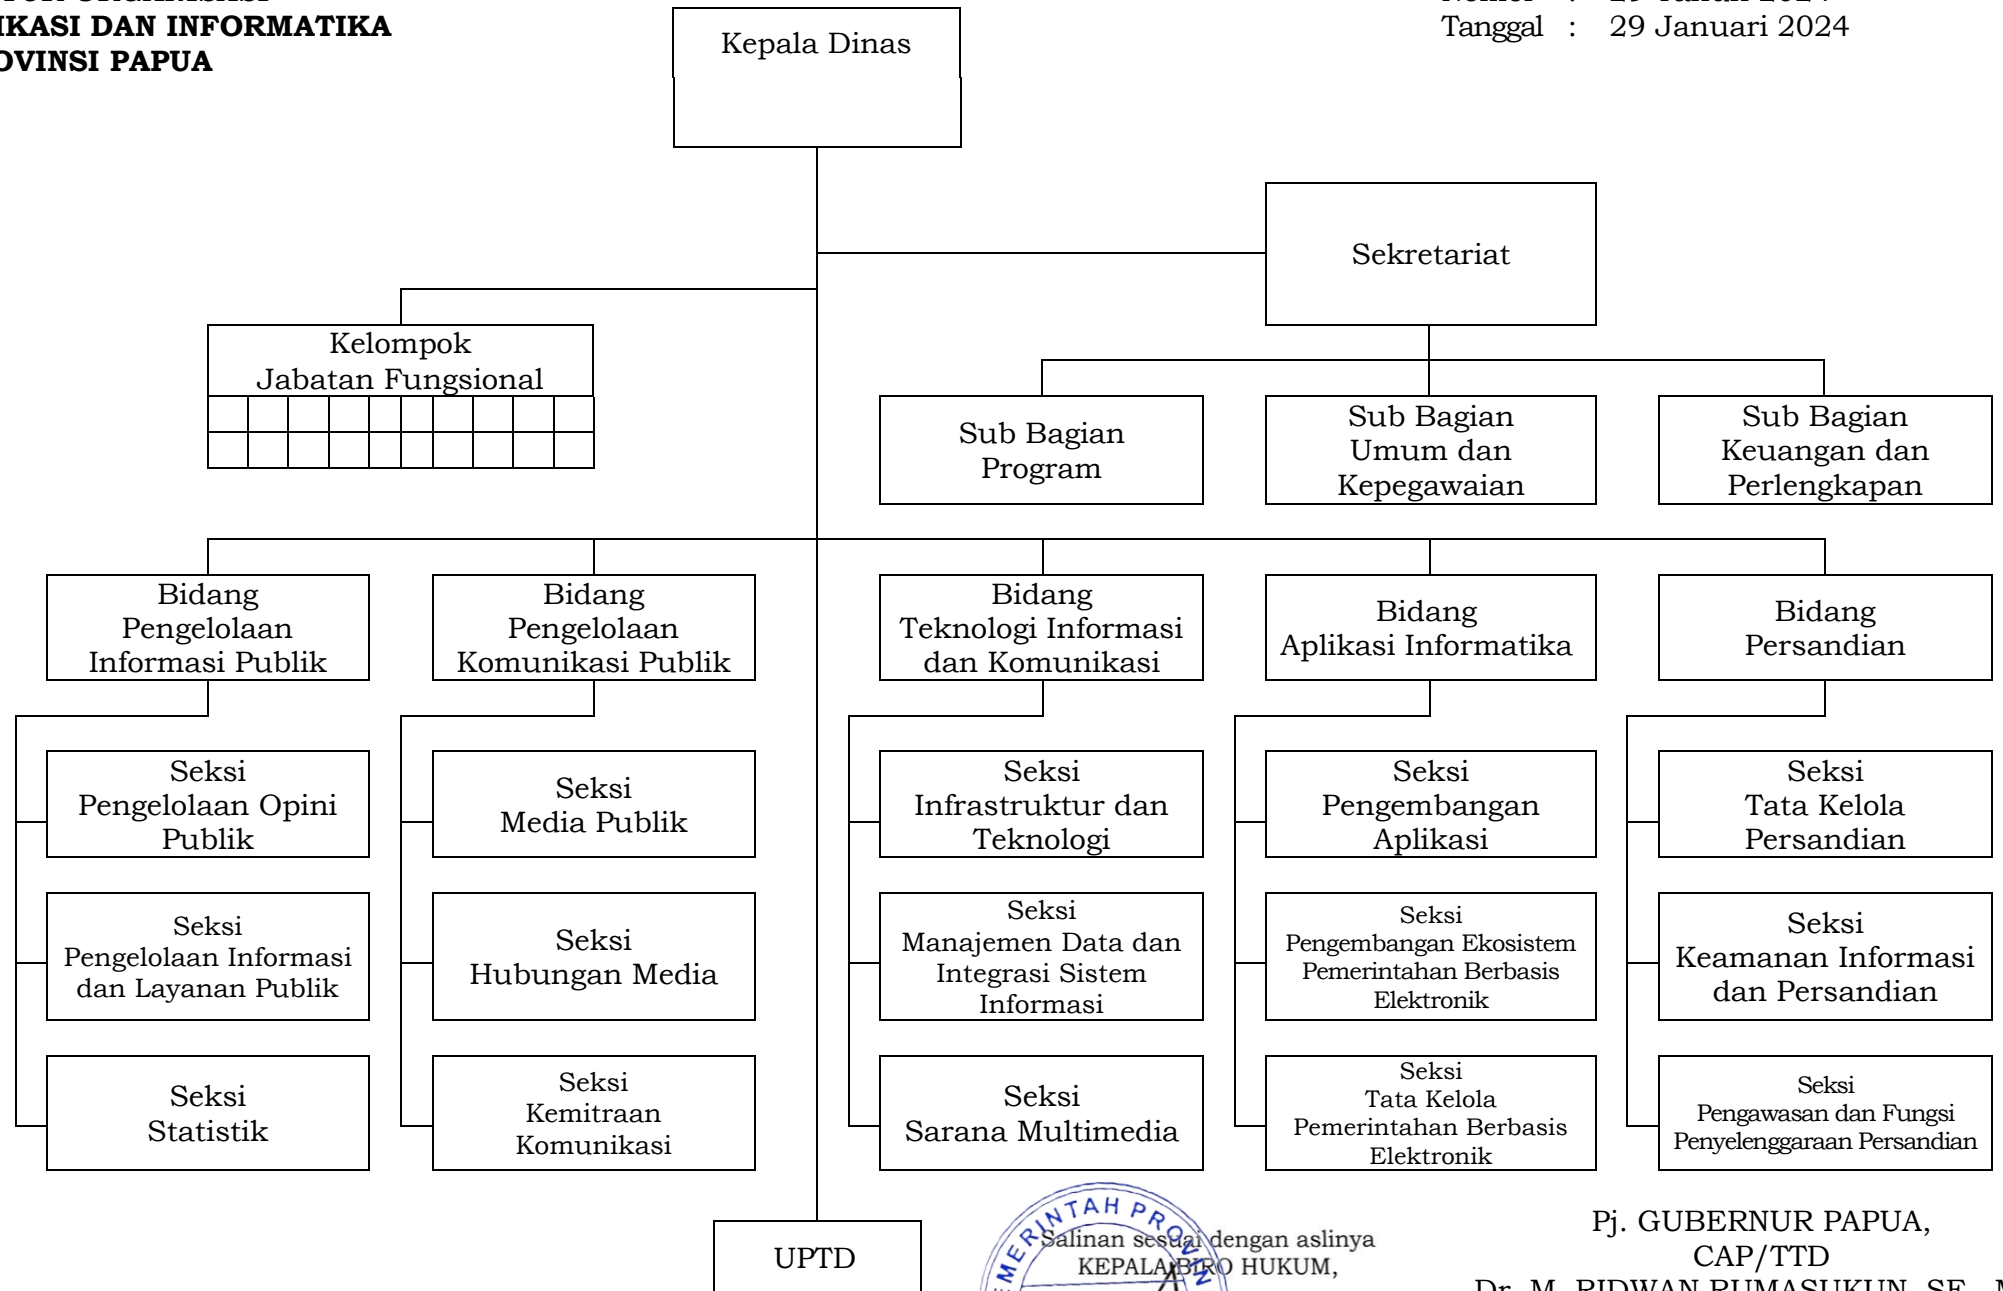 IKASI DAN INFORMATIKA
OVINSI PAPUA
Tanggal : 29 Januari 2024
Kepala Dinas
Sekretariat
Kelompok
Jabatan Fungsional
Sub Bagian
Program
Sub Bagian
Umum dan
Kepegawaian
Sub Bagian
Keuangan dan
Perlengkapan
Bidang
Pengelolaan
Informasi Publik
Bidang
Pengelolaan
Komunikasi Publik
Bidang
Teknologi Informasi
dan Komunikasi
Bidang
Aplikasi Informatika
Bidang
Persandian
Seksi
Pengelolaan Opini
Publik
Seksi
Media Publik
Seksi
Infrastruktur dan
Teknologi
Seksi
Pengembangan
Aplikasi
Seksi
Tata Kelola
Persandian
Seksi
Pengelolaan Informasi
dan Layanan Publik
Seksi
Hubungan Media
Seksi
Manajemen Data dan
Integrasi Sistem
Informasi
Seksi
Pengembangan Ekosistem
Pemerintahan Berbasis
Elektronik
Seksi
Keamanan Informasi
dan Persandian
Seksi
Statistik
Seksi
Kemitraan
Komunikasi
Seksi
Sarana Multimedia
Seksi
Tata Kelola
Pemerintahan Berbasis
Elektronik
Seksi
Pengawasan dan Fungsi
Penyelenggaraan Persandian
UPTD
MERINTAH PROVIN
Salinan sesuai dengan aslinya
KEPALA BIRO HUKUM,
Pj. GUBERNUR PAPUA,
CAP/TTD
Dr. M. RIDWAN RUMASUKUN, SE., M